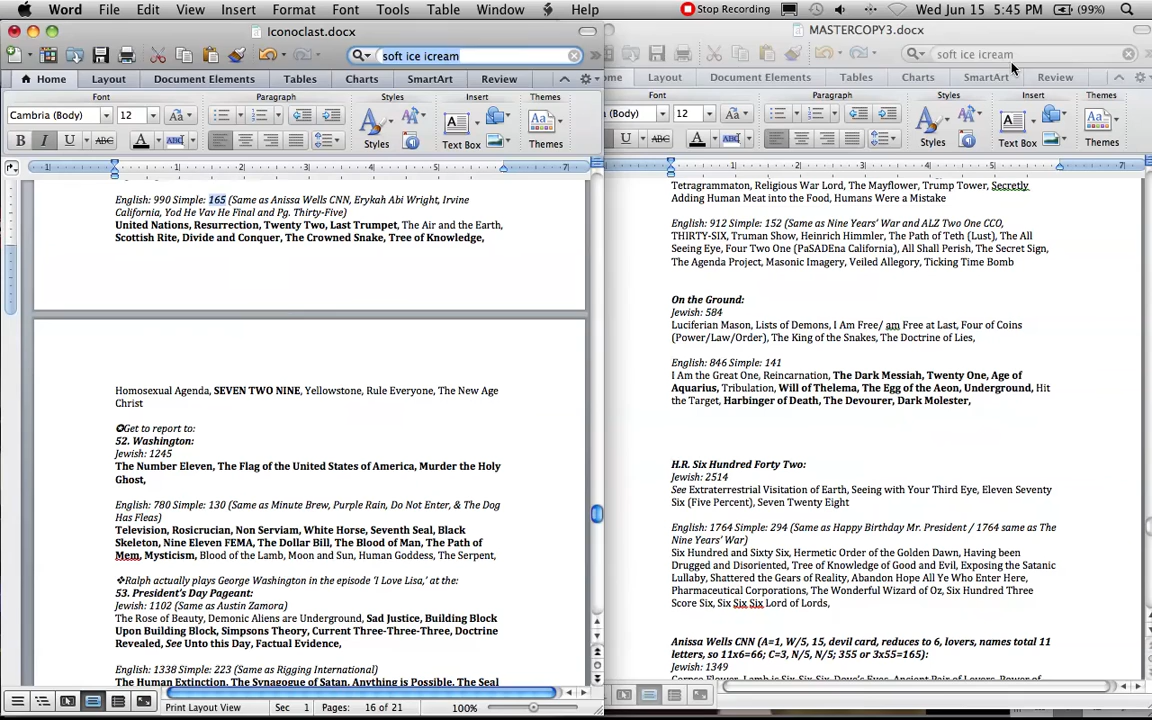 Word File Edit View Insert Format Font Tools Table Window Help Stop Recording Wed Jun 15 5:45 PM (99%)
Iconoclast.docx
soft ice icream
Home Layout Document Elements Tables Charts SmartArt Review
Font Paragraph Styles Insert Themes
Cambria (Body) 12 Aa
B I U ABC A ABC Styles A Text Box Themes
1 1 2 3 4 5 6 7
English: 990 Simple: 165 (Same as Anissa Wells CNN, Erykah Abi Wright, Irvine
California, Yod He Vav He Final and Pg. Thirty-Five)
United Nations, Resurrection, Twenty Two, Last Trumpet, The Air and the Earth,
Scottish Rite, Divide and Conquer, The Crowned Snake, Tree of Knowledge,
Homosexual Agenda, SEVEN TWO NINE, Yellowstone, Rule Everyone, The New Age
Christ
✪Get to report to:
52. Washington:
Jewish: 1245
The Number Eleven, The Flag of the United States of America, Murder the Holy
Ghost,
English: 780 Simple: 130 (Same as Minute Brew, Purple Rain, Do Not Enter, & The Dog
Has Fleas)
Television, Rosicrucian, Non Serviam, White Horse, Seventh Seal, Black
Skeleton, Nine Eleven FEMA, The Dollar Bill, The Blood of Man, The Path of
Mem, Mysticism, Blood of the Lamb, Moon and Sun, Human Goddess, The Serpent,
❖Ralph actually plays George Washington in the episode 'I Love Lisa,' at the:
53. President's Day Pageant:
Jewish: 1102 (Same as Austin Zamora)
The Rose of Beauty, Demonic Aliens are Underground, Sad Justice, Building Block
Upon Building Block, Simpsons Theory, Current Three-Three-Three, Doctrine
Revealed, See Unto this Day, Factual Evidence,
English: 1338 Simple: 223 (Same as Rigging International)
The Human Extinction, The Synagogue of Satan, Anything is Possible, The Seal
Print Layout View Sec 1 Pages: 16 of 21 100%
MASTERCOPY3.docx
soft ice icream
ome Layout Document Elements Tables Charts SmartArt Review
Paragraph Styles Insert Themes
(Body) 12 Aa
U ABC A ABC Styles A Text Box Themes
1 2 3 4 5 7
Tetragrammaton, Religious War Lord, The Mayflower, Trump Tower, Secretly
Adding Human Meat into the Food, Humans Were a Mistake
English: 912 Simple: 152 (Same as Nine Years' War and ALZ Two One CCO,
THIRTY-SIX, Truman Show, Heinrich Himmler, The Path of Teth (Lust), The All
Seeing Eye, Four Two One (PaSADEna California), All Shall Perish, The Secret Sign,
The Agenda Project, Masonic Imagery, Veiled Allegory, Ticking Time Bomb
On the Ground:
Jewish: 584
Luciferian Mason, Lists of Demons, I Am Free/ am Free at Last, Four of Coins
(Power/Law/Order), The King of the Snakes, The Doctrine of Lies,
English: 846 Simple: 141
I Am the Great One, Reincarnation, The Dark Messiah, Twenty One, Age of
Aquarius, Tribulation, Will of Thelema, The Egg of the Aeon, Underground, Hit
the Target, Harbinger of Death, The Devourer, Dark Molester,
H.R. Six Hundred Forty Two:
Jewish: 2514
See Extraterrestrial Visitation of Earth, Seeing with Your Third Eye, Eleven Seventy
Six (Five Percent), Seven Twenty Eight
English: 1764 Simple: 294 (Same as Happy Birthday Mr. President / 1764 same as The
Nine Years' War)
Six Hundred and Sixty Six, Hermetic Order of the Golden Dawn, Having been
Drugged and Disoriented, Tree of Knowledge of Good and Evil, Exposing the Satanic
Lullaby, Shattered the Gears of Reality, Abandon Hope All Ye Who Enter Here,
Pharmaceutical Corporations, The Wonderful Wizard of Oz, Six Hundred Three
Score Six, Six Six Six Lord of Lords,
Anissa Wells CNN (A=1, W/5, 15, devil card, reduces to 6, lovers, names total 11
letters, so 11x6=66; C=3, N/5, N/5; 355 or 3x55=165):
Jewish: 1349